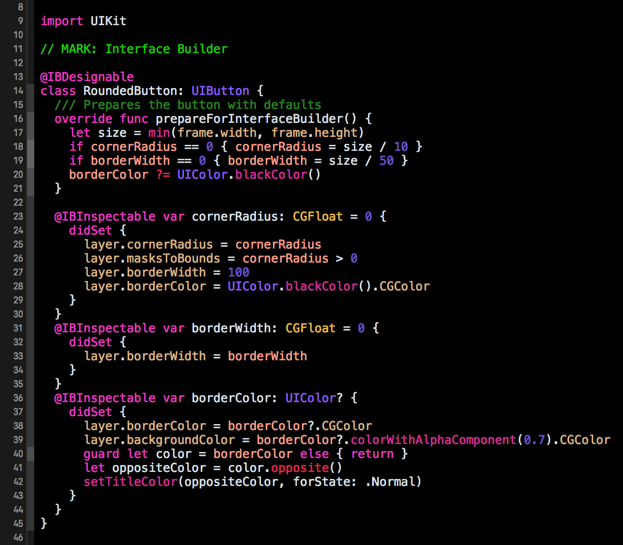 8
9 import UIKit
10
11 // MARK: Interface Builder
12
13 @IBDesignable
14 class RoundedButton: UIButton {
15   /// Prepares the button with defaults
16   override func prepareForInterfaceBuilder() {
17     let size = min(frame.width, frame.height)
18     if cornerRadius == 0 { cornerRadius = size / 10 }
19     if borderWidth == 0 { borderWidth = size / 50 }
20     borderColor ?= UIColor.blackColor()
21   }
22
23   @IBInspectable var cornerRadius: CGFloat = 0 {
24     didSet {
25       layer.cornerRadius = cornerRadius
26       layer.masksToBounds = cornerRadius > 0
27       layer.borderWidth = 100
28       layer.borderColor = UIColor.blackColor().CGColor
29     }
30   }
31   @IBInspectable var borderWidth: CGFloat = 0 {
32     didSet {
33       layer.borderWidth = borderWidth
34     }
35   }
36   @IBInspectable var borderColor: UIColor? {
37     didSet {
38       layer.borderColor = borderColor?.CGColor
39       layer.backgroundColor = borderColor?.colorWithAlphaComponent(0.7).CGColor
40       guard let color = borderColor else { return }
41       let oppositeColor = color.opposite()
42       setTitleColor(oppositeColor, forState: .Normal)
43     }
44   }
45 }
46